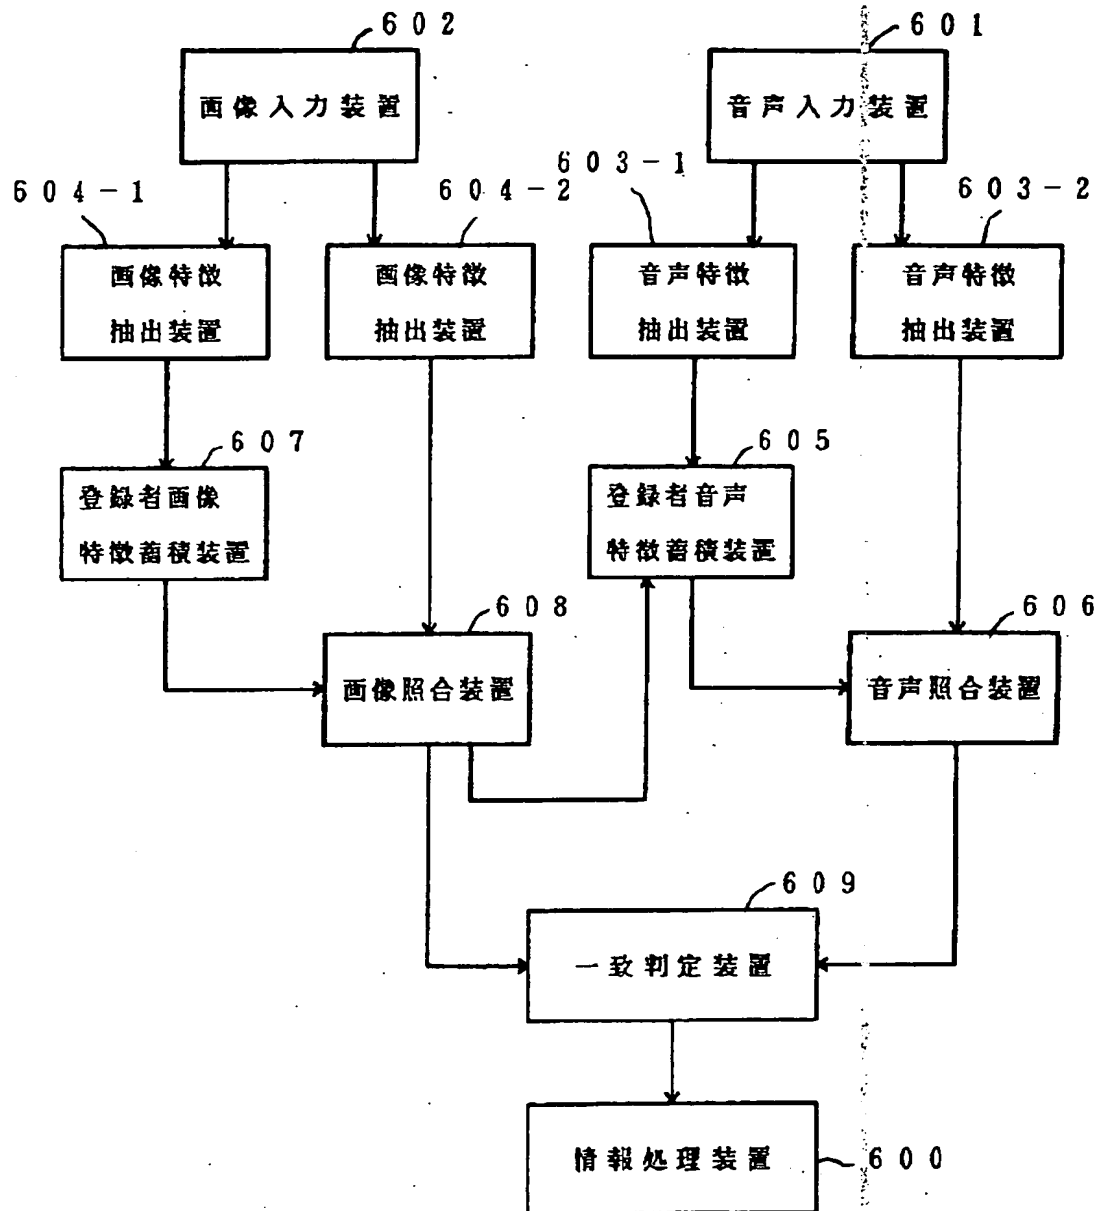 602
601
画像入力装置
音声入力装置
604-1
604-2
603-1
603-2
画像特徴
抽出装置
画像特徴
抽出装置
音声特徴
抽出装置
音声特徴
抽出装置
607
605
登録者画像
特徴蓄積装置
登録者音声
特徴蓄積装置
608
606
画像照合装置
音声照合装置
609
一致判定装置
情報処理装置
600